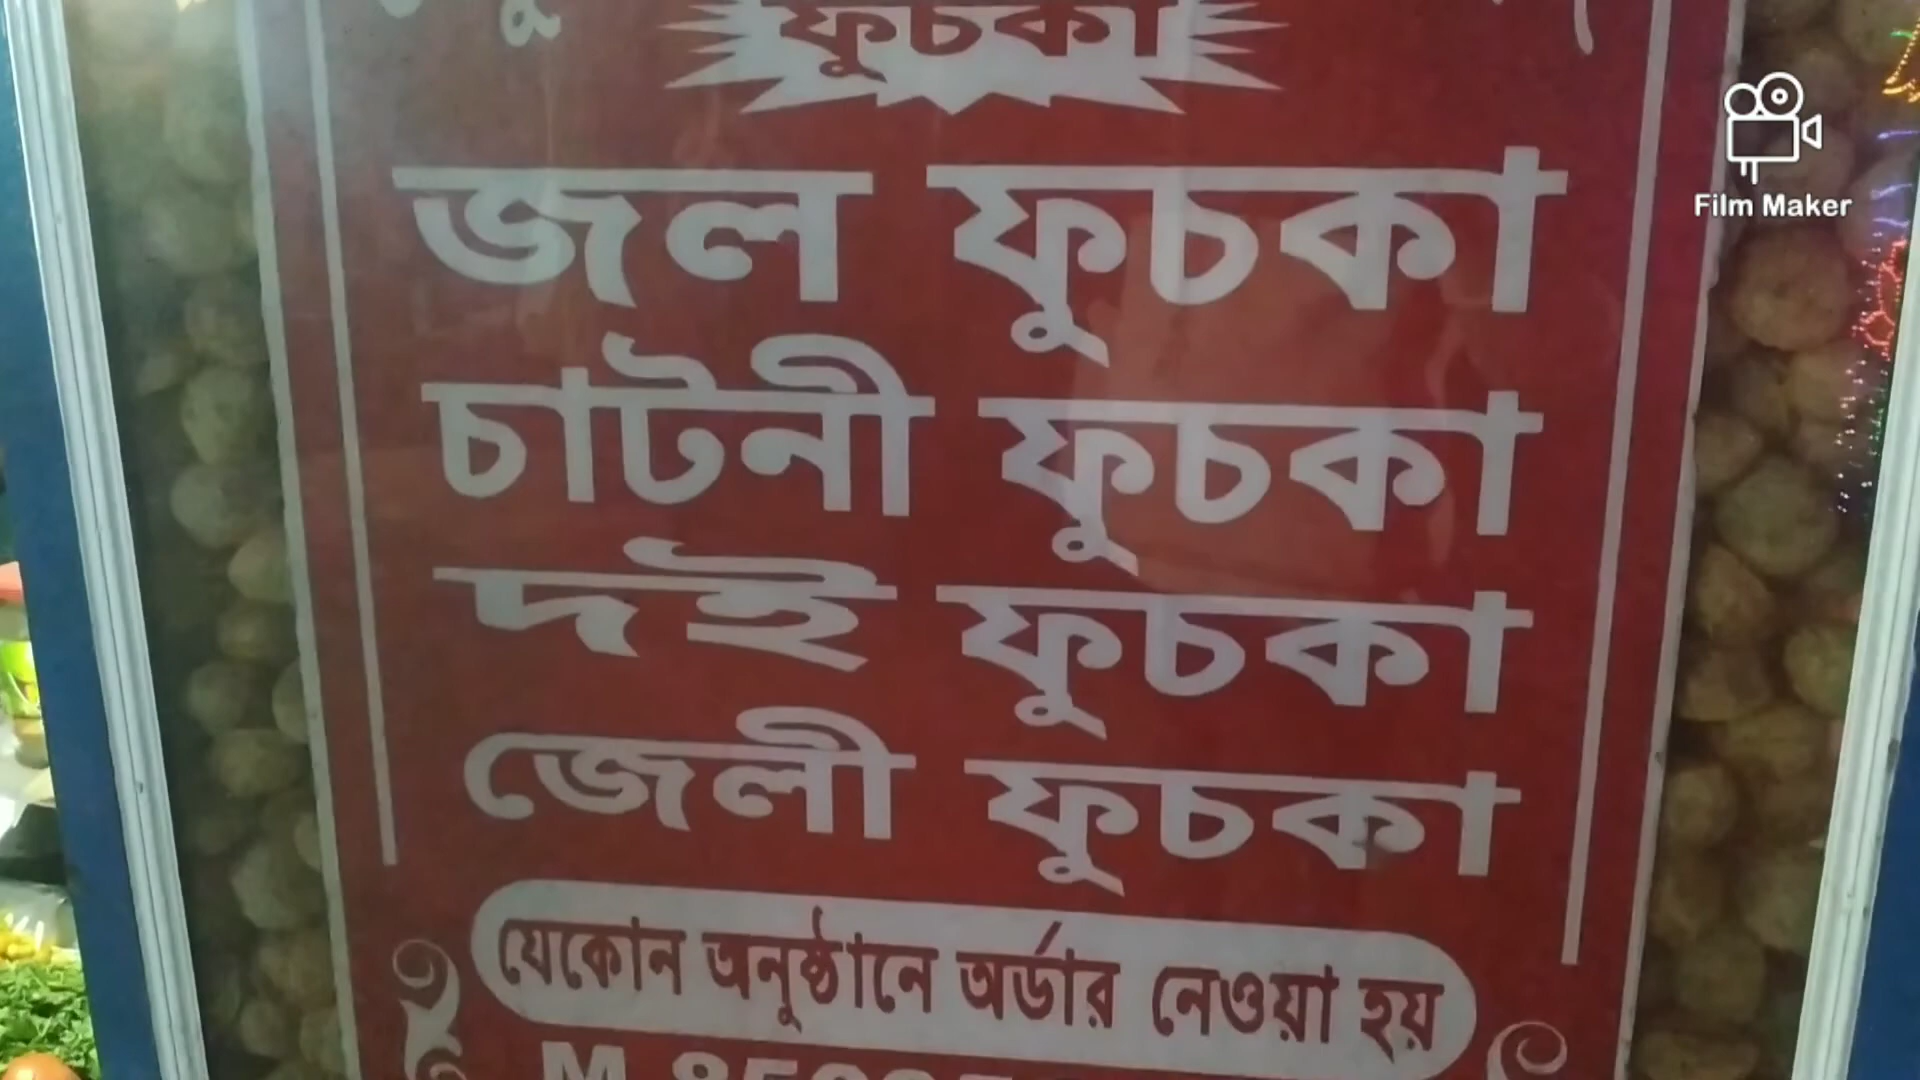 ফুচকা
Film Maker
জল ফুচকা
চাটনী ফুচকা
দই ফুচকা
জেলী ফুচকা
যেকোন অনুষ্ঠানে অর্ডার নেওয়া হয়